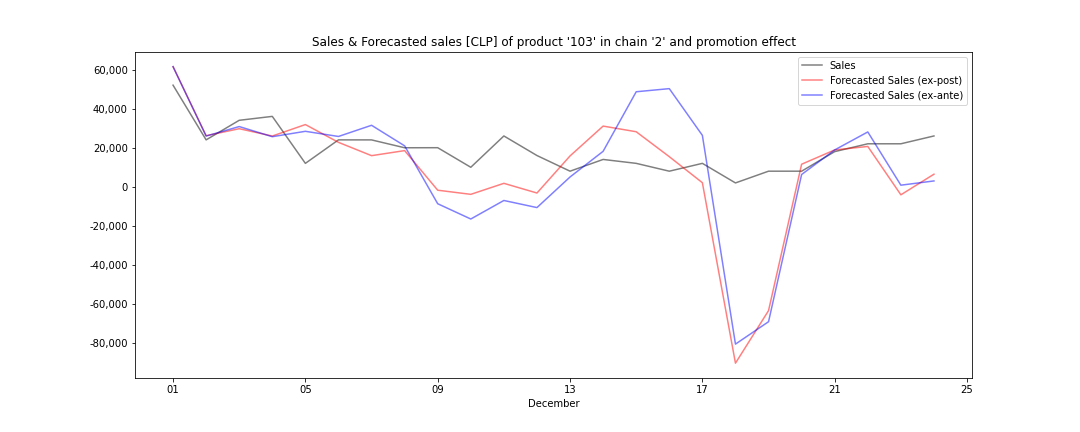 Sales & Forecasted sales [CLP] of product '103' in chain '2' and promotion effect
Sales
Forecasted Sales (ex-post)
Forecasted Sales (ex-ante)
60,000
40,000
20,000
0
-20,000
-40,000
-60,000
-80,000
01 05 09 13 17 21 25
December